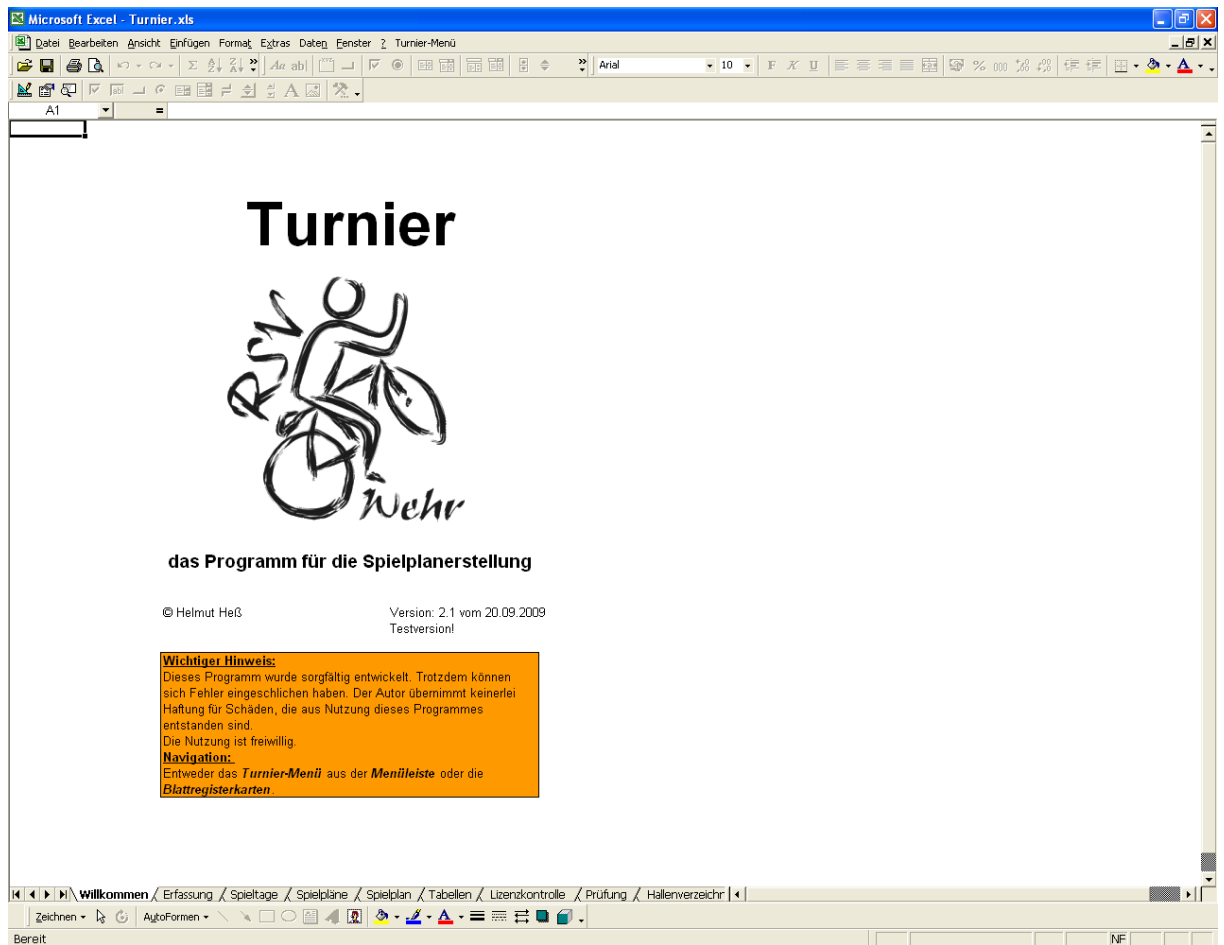 Microsoft Excel - Turnier.xls
Datei Bearbeiten Ansicht Einfügen Format Extras Daten Fenster ? Turnier-Menü
Arial 10 F K U
A1 =
Turnier
RSV
Wehr
das Programm für die Spielplanerstellung
© Helmut Heß Version: 2.1 vom 20.09.2009
Testversion!
Wichtiger Hinweis:
Dieses Programm wurde sorgfältig entwickelt. Trotzdem können
sich Fehler eingeschlichen haben. Der Autor übernimmt keinerlei
Haftung für Schäden, die aus Nutzung dieses Programmes
entstanden sind.
Die Nutzung ist freiwillig.
Navigation:
Entweder das Turnier-Menü aus der Menüleiste oder die
Blattregisterkarten.
Willkommen Erfassung Spieltage Spielpläne Spielplan Tabellen Lizenzkontrolle Prüfung Hallenverzeichr
Zeichnen AutoFormen
Bereit NF